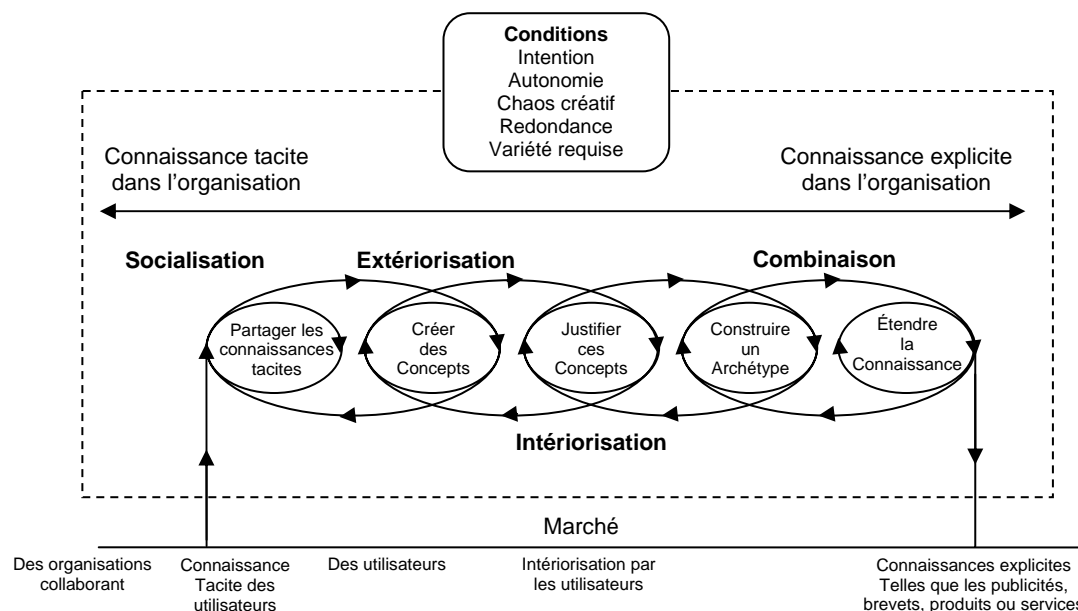 Conditions
Intention
Autonomie
Chaos créatif
Redondance
Variété requise
Connaissance tacite
dans l'organisation
Connaissance explicite
dans l'organisation
Socialisation
Extériorisation
Combinaison
Partager les
connaissances
tacites
Créer
des
Concepts
Justifier
ces
Concepts
Construire
un
Archétype
Étendre
la
Connaissance
Intériorisation
Marché
Des organisations
collaborant
Connaissance
Tacite des
utilisateurs
Des utilisateurs
Intériorisation par
les utilisateurs
Connaissances explicites
Telles que les publicités,
brevets, produits ou services